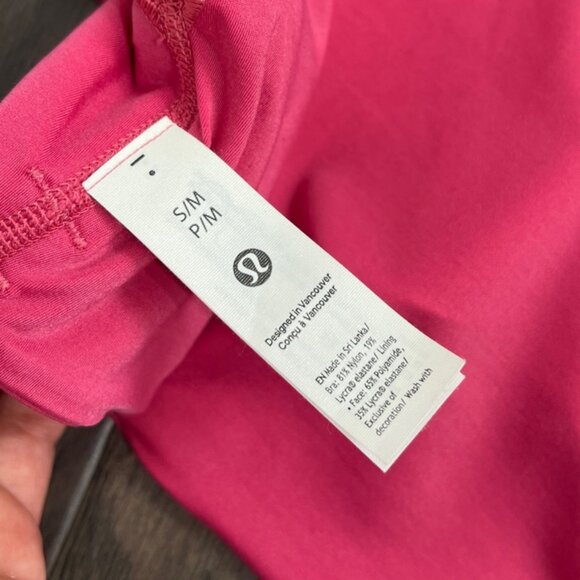 S/M
P/M
Designed in Vancouver
Conçu à Vancouver
EN Made in Sri Lanka/
Bra: 81% Nylon, 19%
Lycra® elastane/ Lining
• Face: 65% Polyamide,
35% Lycra® elastane/
Exclusive of
decoration/ Wash with